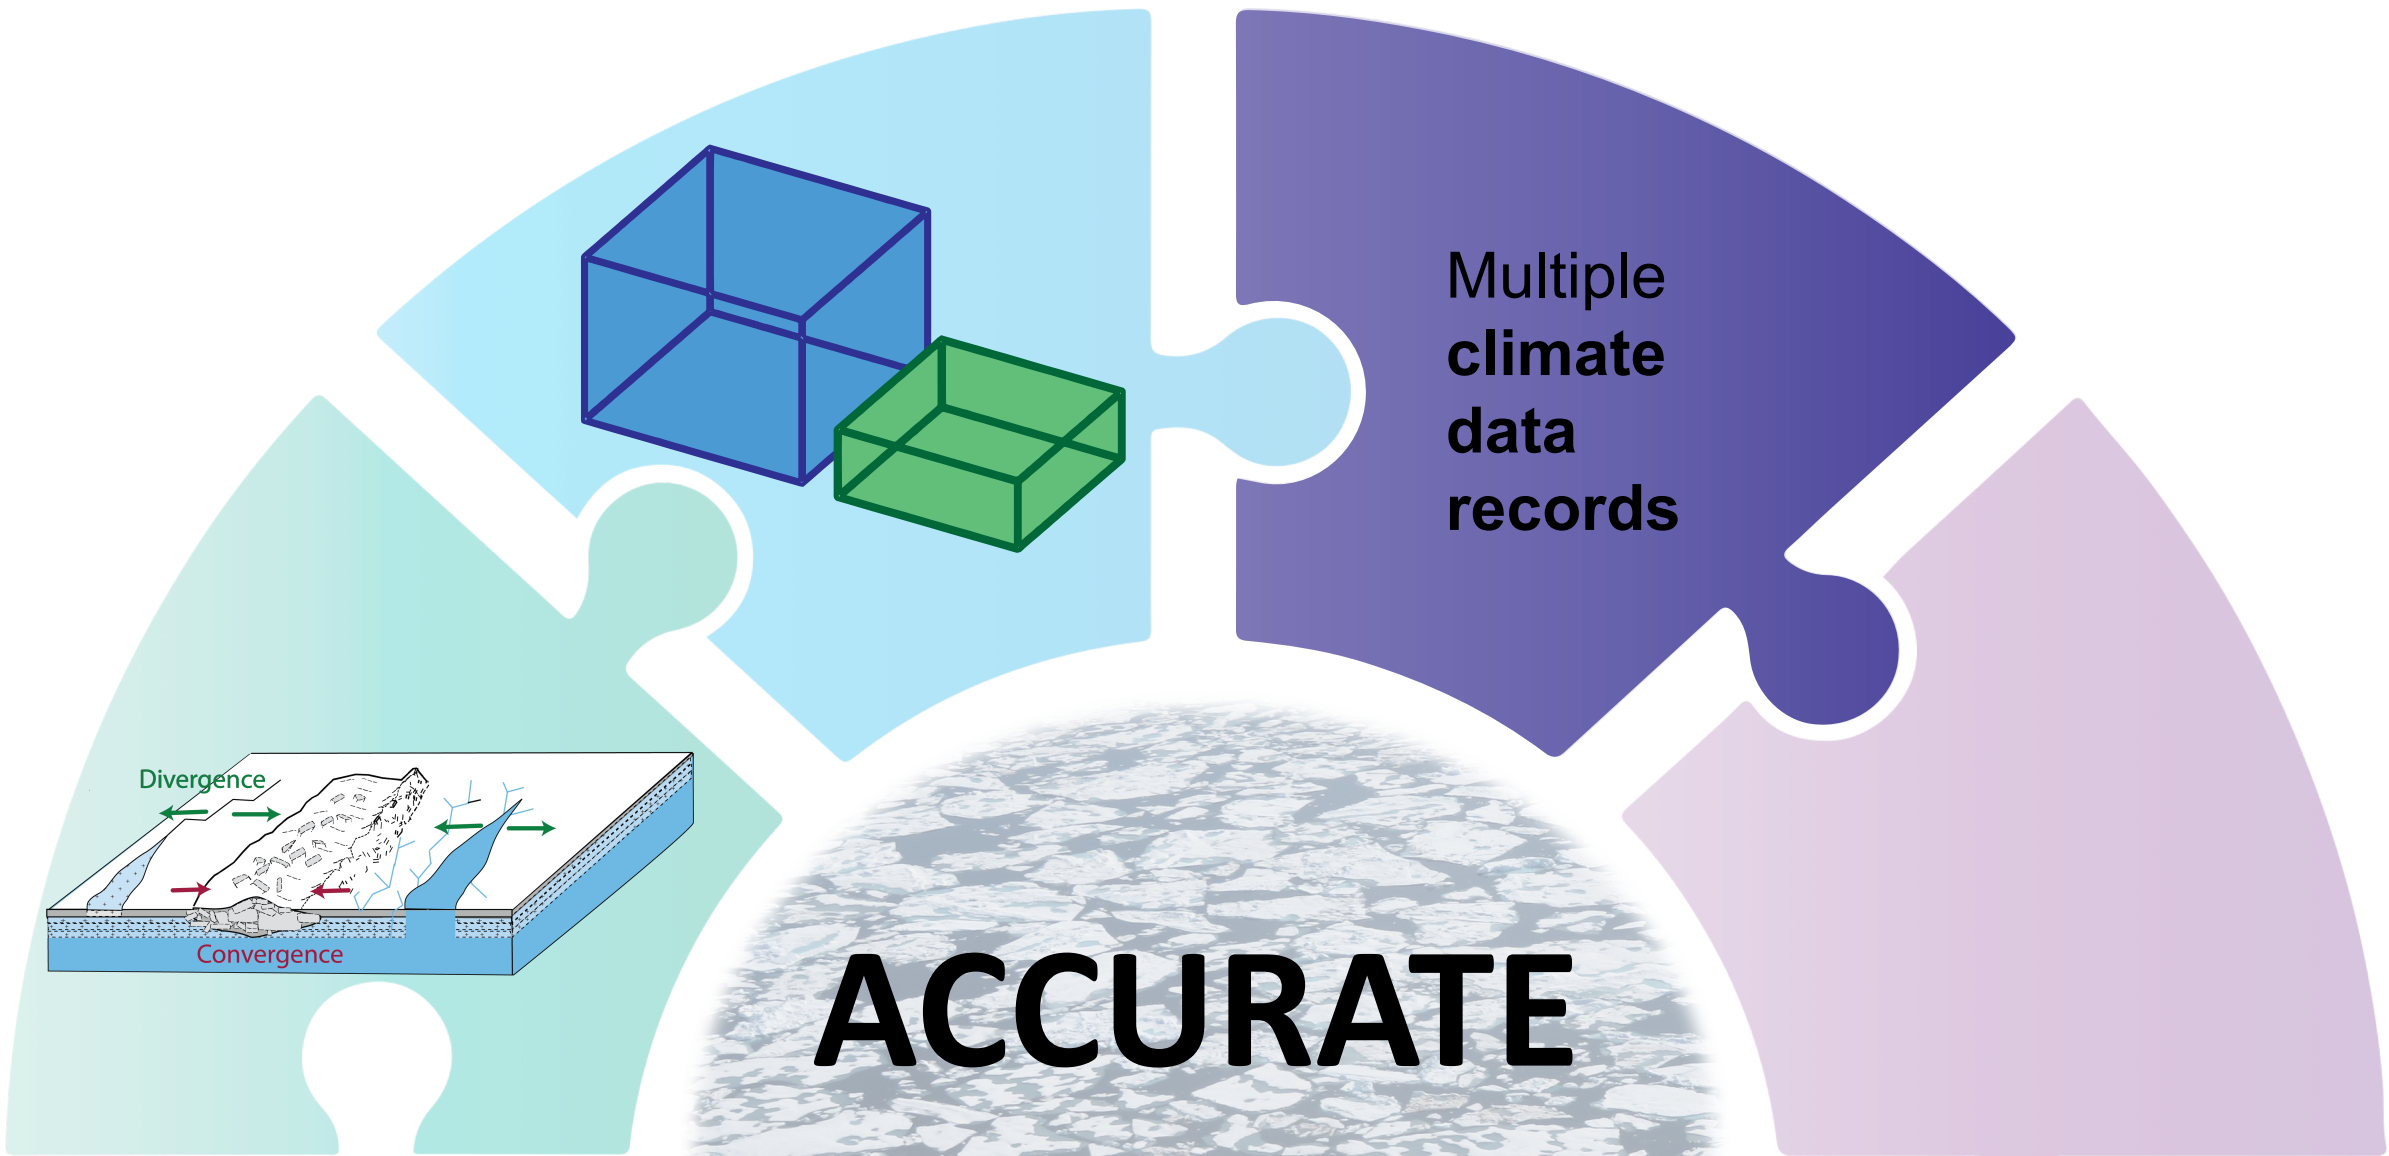 Multiple
climate
data
records
Divergence
Convergence
ACCURATE